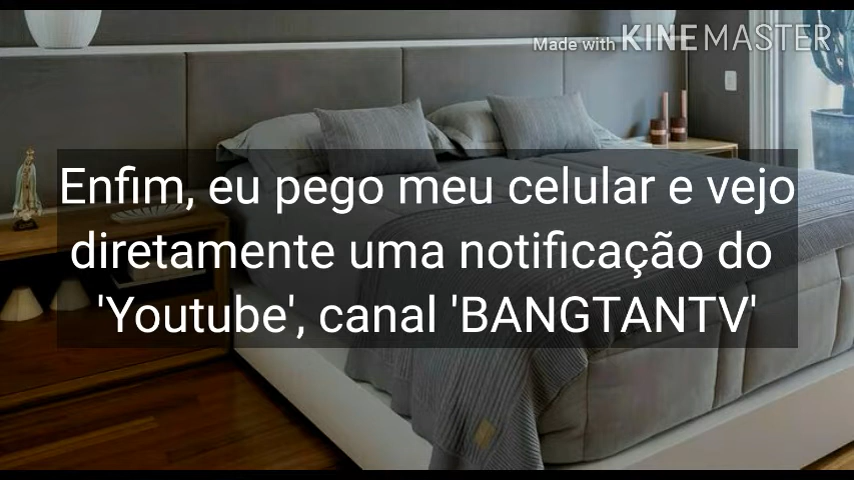 Made with KINEMASTER
Enfim, eu pego meu celular e vejo
diretamente uma notificação do
'Youtube', canal 'BANGTANTV'